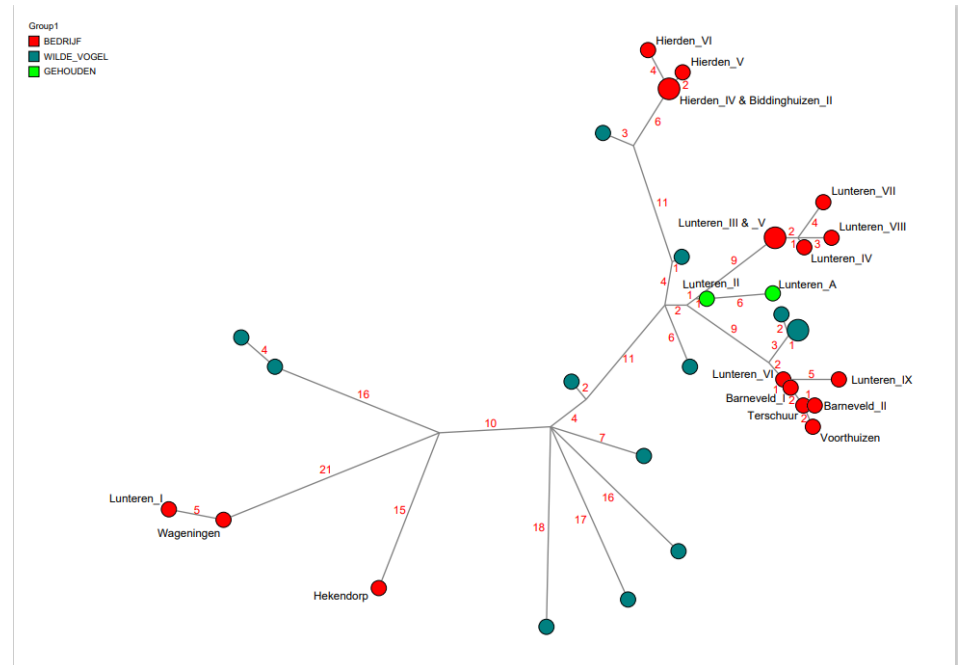 Group1
BEDRIJF
WILDE_VOGEL
GEHOUDEN
Hierden_VI
Hierden_V
4
2
Hierden_IV & Biddinghuizen_II
6
3
Lunteren_VII
11
4
Lunteren_III & _V
2
Lunteren_VIII
1
3
Lunteren_IV
9
1
4
Lunteren_II
Lunteren_A
1
1
6
2
9
2
6
3
1
4
11
2
Lunteren_VI
5
Lunteren_IX
2
16
Barneveld_I
1
1
2
Barneveld_II
Terschuur
2
Voorthuizen
4
10
7
21
Lunteren_I
5
16
15
17
18
Wageningen
Hekendorp